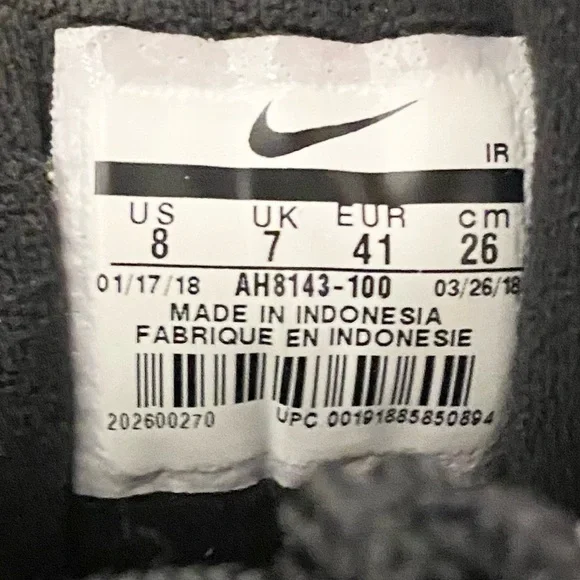 IR
US UK EUR cm
8 7 41 26
01/17/18 AH8143-100 03/26/18
MADE IN INDONESIA
FABRIQUE EN INDONESIE
202600270 UPC 00191885850894